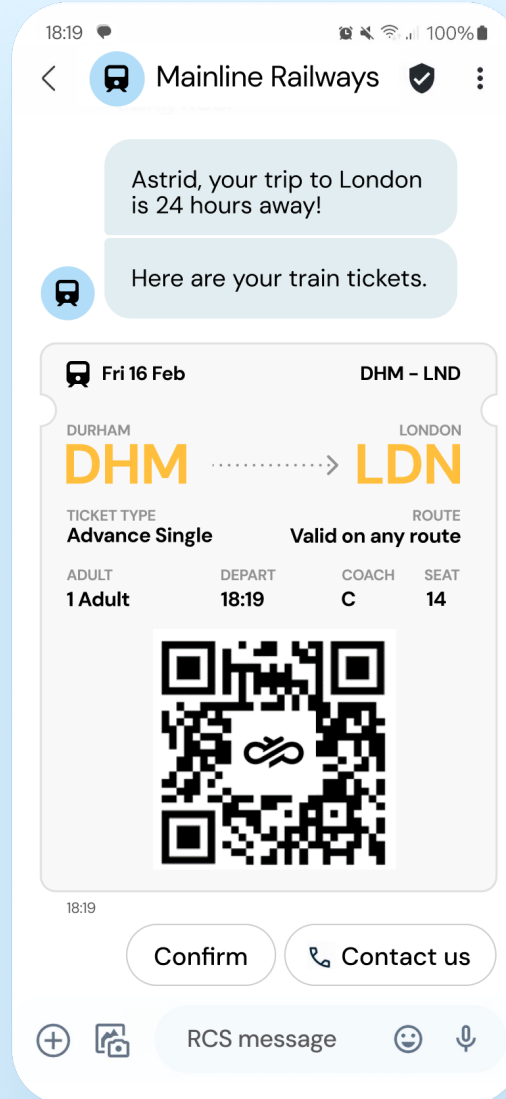 18:19
100%
Mainline Railways
Astrid, your trip to London
is 24 hours away!
Here are your train tickets.
Fri 16 Feb DHM – LND
DURHAM LONDON
DHM LDN
TICKET TYPE ROUTE
Advance Single Valid on any route
ADULT DEPART COACH SEAT
1 Adult 18:19 C 14
18:19
Confirm Contact us
RCS message